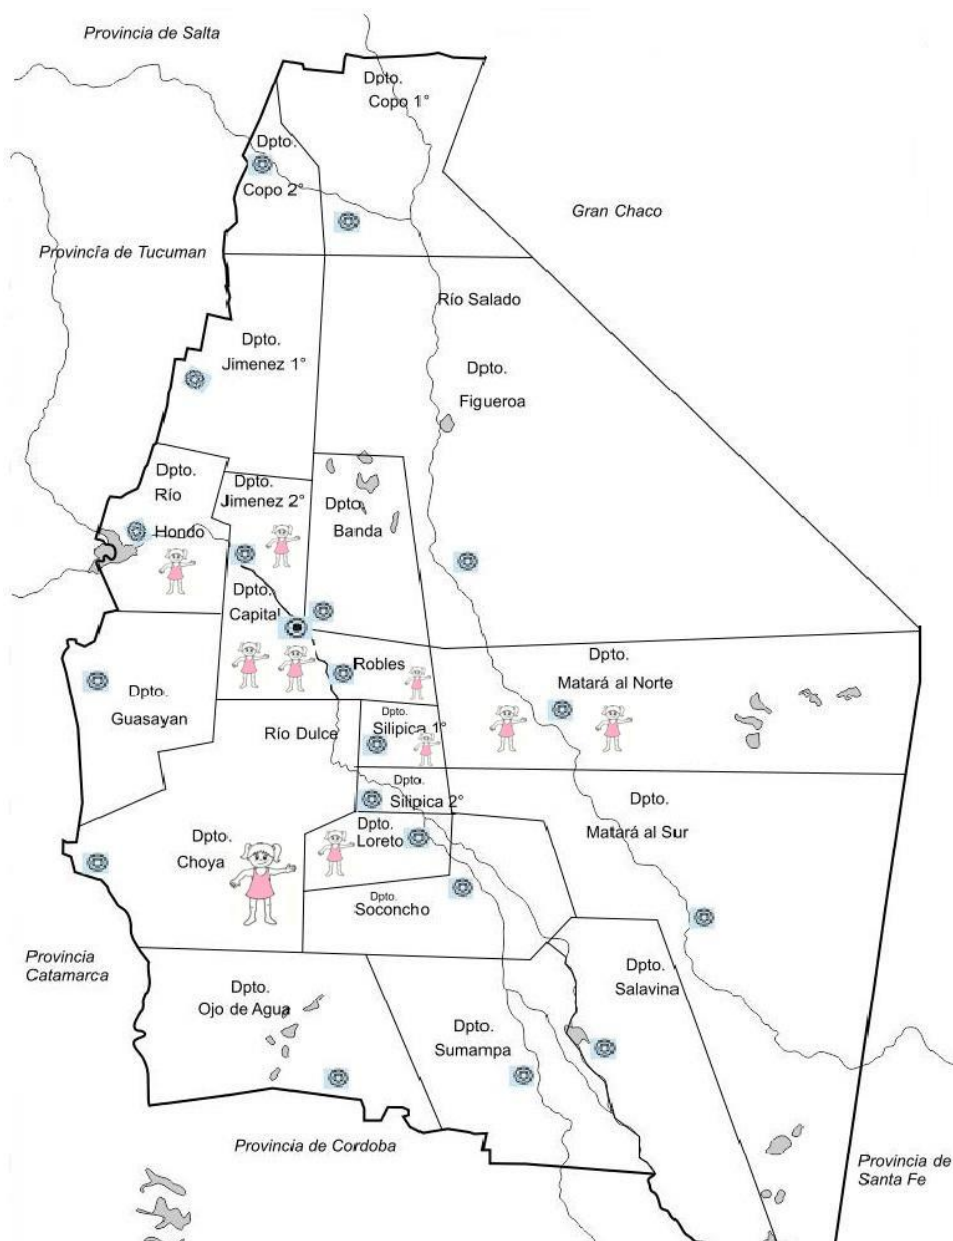 Provincia de Salta
Dpto.
Copo 1°
Dpto.
Copo 2°
Gran Chaco
Provincia de Tucuman
Río Salado
Dpto.
Jimenez 1°
Dpto.
Figueroa
Dpto.
Río
Hondo
Dpto.
Jimenez 2°
Dpto.
Banda
Dpto.
Capital
Robles
Dpto.
Matará al Norte
Dpto.
Guasayan
Río Dulce
Dpto.
Silipica 1°
Dpto.
Silipica 2°
Dpto.
Matará al Sur
Dpto.
Loreto
Dpto.
Choya
Dpto.
Soconcho
Provincia
Catamarca
Dpto.
Ojo de Agua
Dpto.
Salavina
Dpto.
Sumampa
Provincia de Cordoba
Provincia de
Santa Fe